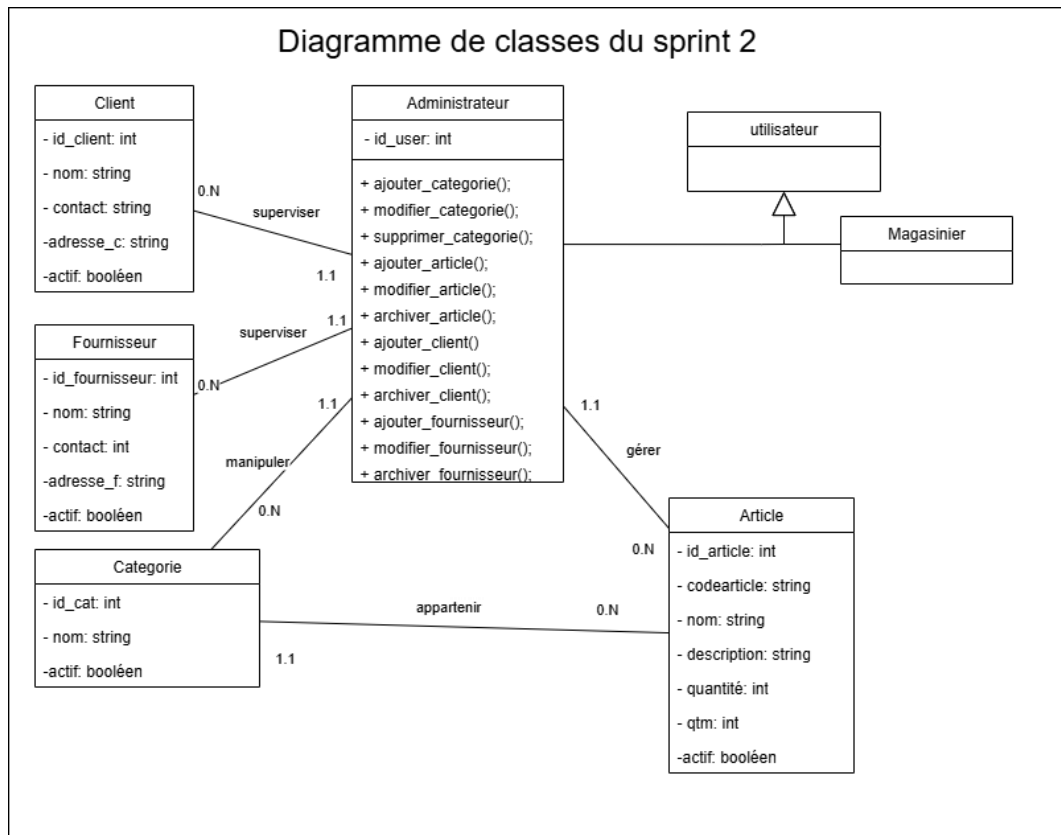 Diagramme de classes du sprint 2
Client
- id_client: int
- nom: string
- contact: string
-adresse_c: string
-actif: booléen
Administrateur
- id_user: int
+ ajouter_categorie();
+ modifier_categorie();
+ supprimer_categorie();
+ ajouter_article();
+ modifier_article();
+ archiver_article();
+ ajouter_client()
+ modifier_client();
+ archiver_client();
+ ajouter_fournisseur();
+ modifier_fournisseur();
+ archiver_fournisseur();
utilisateur
Magasinier
0.N
superviser
1.1
Fournisseur
- id_fournisseur: int
- nom: string
- contact: int
-adresse_f: string
-actif: booléen
superviser
1.1
0.N
1.1
manipuler
0.N
1.1
gérer
0.N
Categorie
- id_cat: int
- nom: string
-actif: booléen
appartenir
0.N
1.1
Article
- id_article: int
- codearticle: string
- nom: string
- description: string
- quantité: int
- qtm: int
-actif: booléen